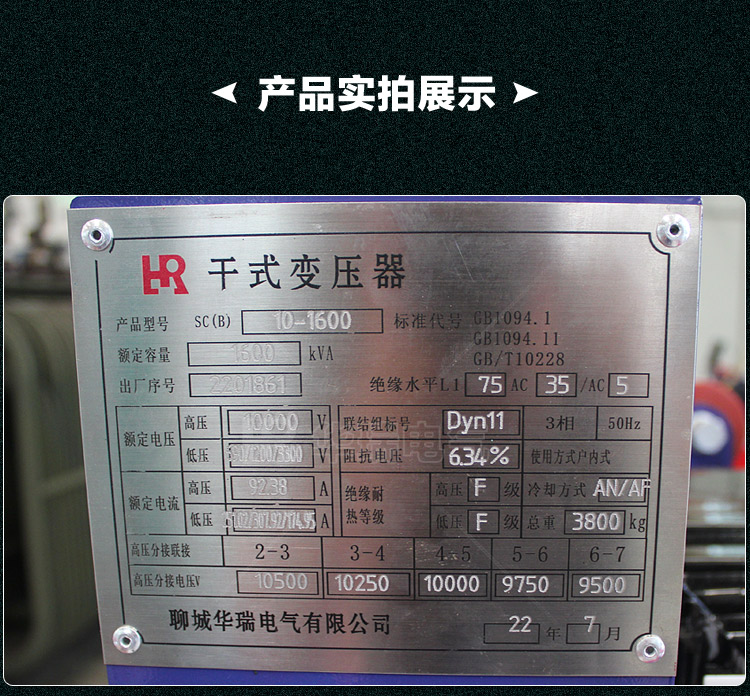 产品实拍展示
HR 干式变压器
产品型号 SC(B) 10-1600 标准代号 GB1094.1
GB1094.11
额定容量 1600 kVA GB/T10228
出厂序号 2201861 绝缘水平L1 75 AC 35 /AC 5
额定电压 高压 10000 V 联结组标号 Dyn11 3相 50Hz
低压 V 阻抗电压 6.34% 使用方式户内式
额定电流 高压 92.38 A 绝缘耐热等级 高压 F 级 冷却方式 AN/AF
低压 A 低压 F 级 总重 3800 kg
高压分接联接 2-3 3-4 4-5 5-6 6-7
高压分接电压V 10500 10250 10000 9750 9500
聊城华瑞电气有限公司 22 年 7 月